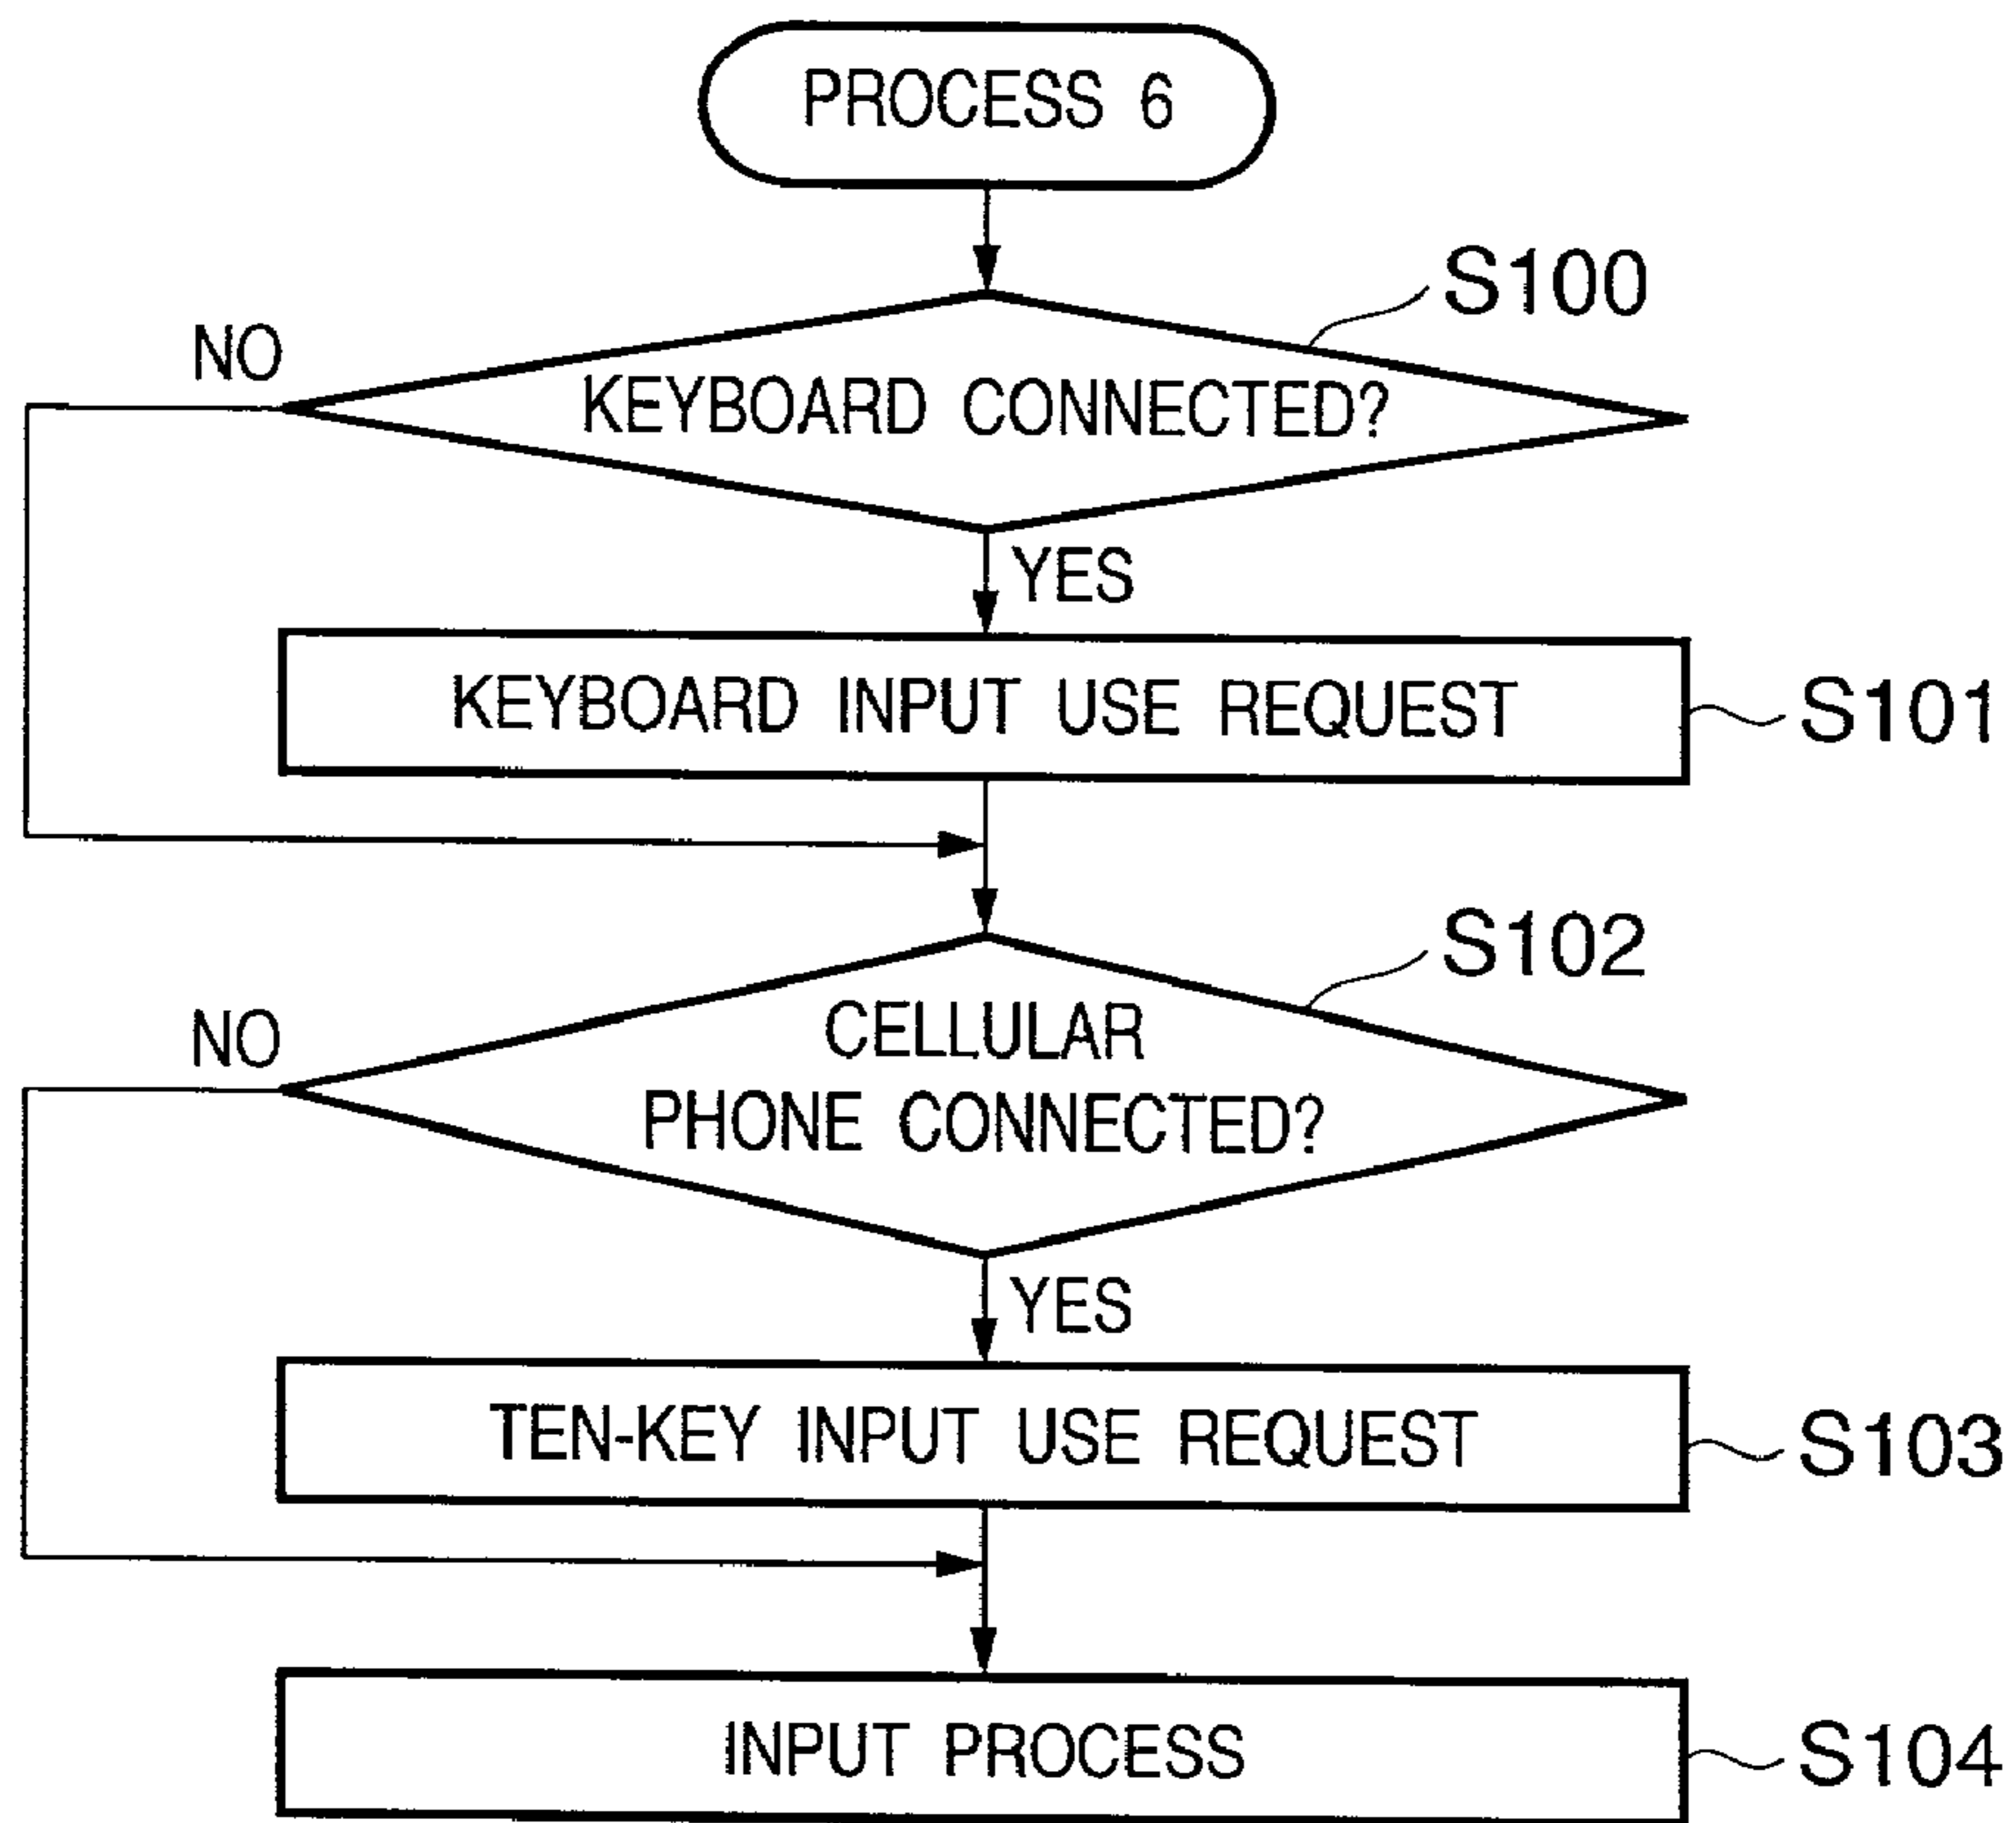 PROCESS 6
S100
NO
KEYBOARD CONNECTED?
YES
KEYBOARD INPUT USE REQUEST
S101
S102
NO
CELLULAR
PHONE CONNECTED?
YES
TEN-KEY INPUT USE REQUEST
S103
INPUT PROCESS
S104